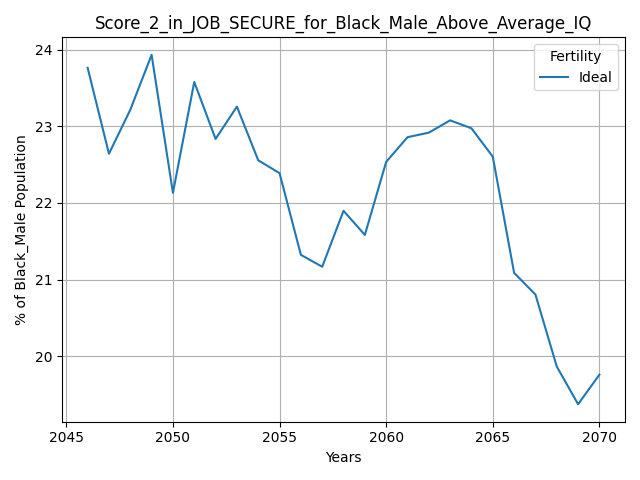 Score_2_in_JOB_SECURE_for_Black_Male_Above_Average_IQ
Fertility
Ideal
% of Black_Male Population
24
23
22
21
20
2045 2050 2055 2060 2065 2070
Years